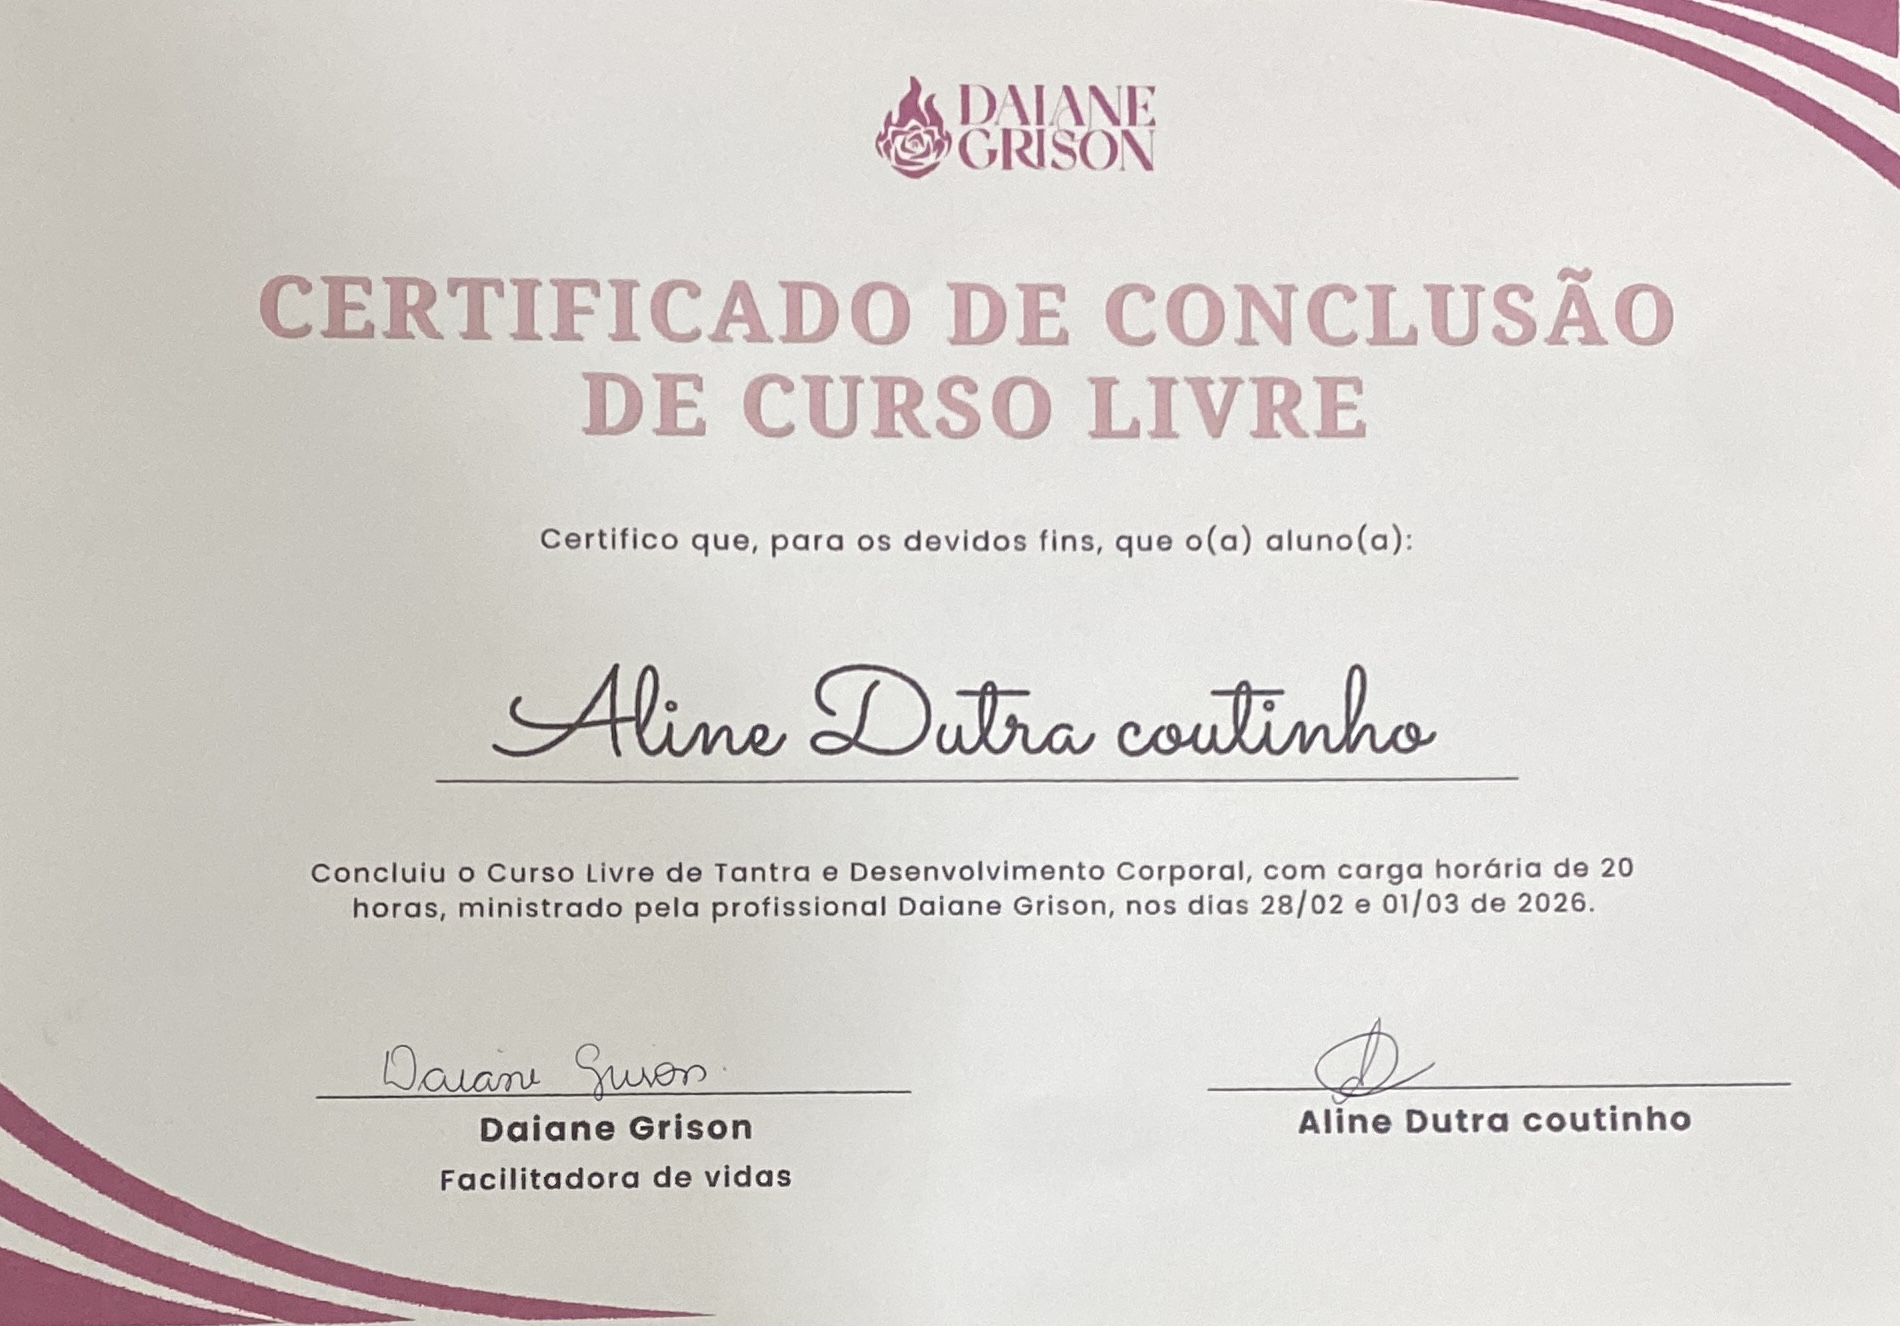 DAIANE
GRISON
CERTIFICADO DE CONCLUSÃO
DE CURSO LIVRE
Certifico que, para os devidos fins, que o(a) aluno(a):
Aline Dutra coutinho
Concluiu o Curso Livre de Tantra e Desenvolvimento Corporal, com carga horária de 20
horas, ministrado pela profissional Daiane Grison, nos dias 28/02 e 01/03 de 2026.
Daiane Grison
Daiane Grison
Facilitadora de vidas
Aline Dutra coutinho